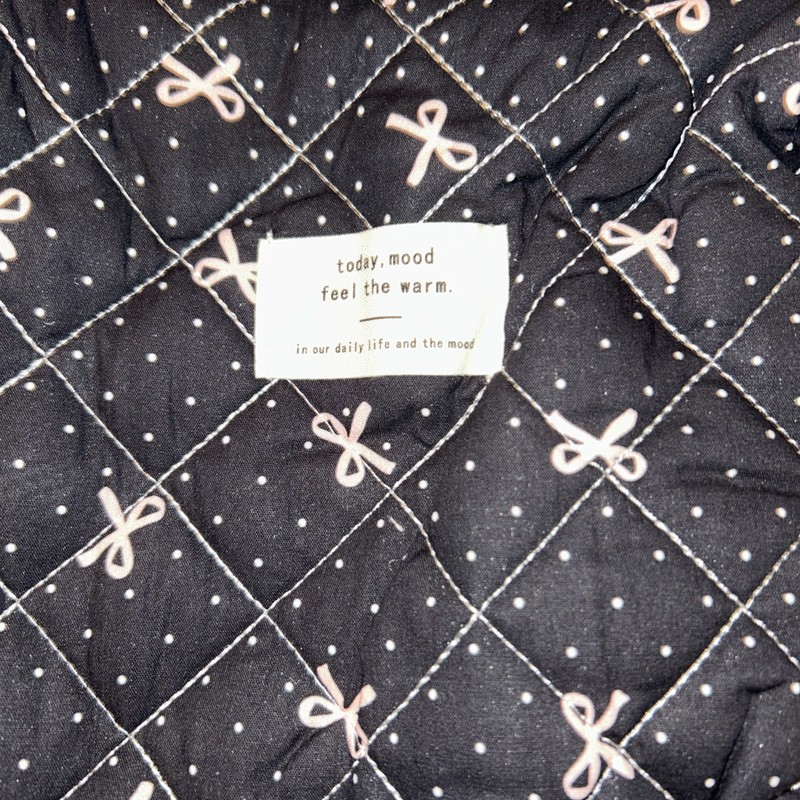 today, mood
feel the warm.
in our daily life and the mood